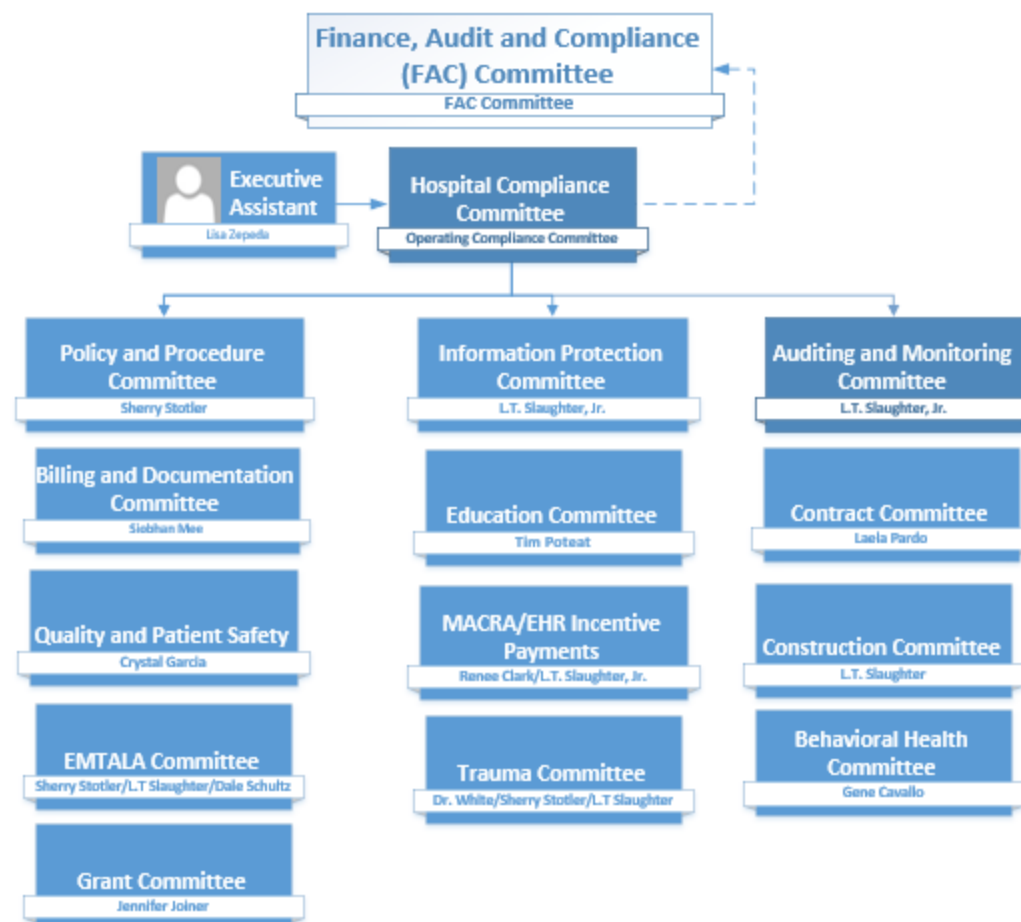 Finance, Audit and Compliance
(FAC) Committee
FAC Committee
Executive
Assistant
Lisa Zepeda
Hospital Compliance
Committee
Operating Compliance Committee
Policy and Procedure
Committee
Sherry Stotler
Billing and Documentation
Committee
Siobhan Mee
Quality and Patient Safety
Crystal Garcia
EMTALA Committee
Sherry Stotler/L.T Slaughter/Dale Schultz
Grant Committee
Jennifer Joiner
Information Protection
Committee
L.T. Slaughter, Jr.
Education Committee
Tim Poteat
MACRA/EHR Incentive
Payments
Renee Clark/L.T. Slaughter, Jr.
Trauma Committee
Dr. White/Sherry Stotler/L.T Slaughter
Auditing and Monitoring
Committee
L.T. Slaughter, Jr.
Contract Committee
Laela Pardo
Construction Committee
L.T. Slaughter
Behavioral Health
Committee
Gene Cavallo